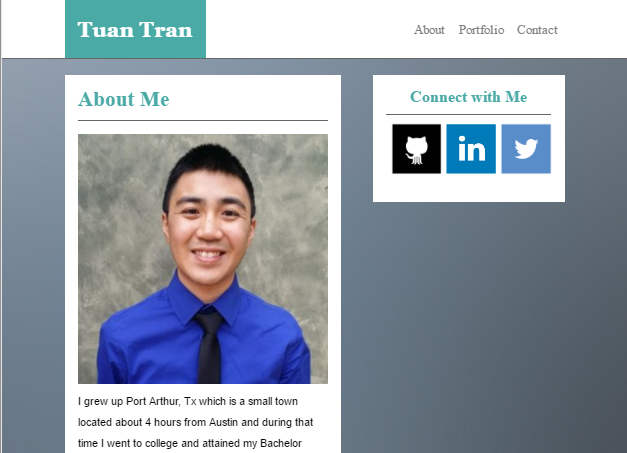 Tuan Tran
About Portfolio Contact
About Me
I grew up Port Arthur, Tx which is a small town
located about 4 hours from Austin and during that
time I went to college and attained my Bachelor
Connect with Me
in